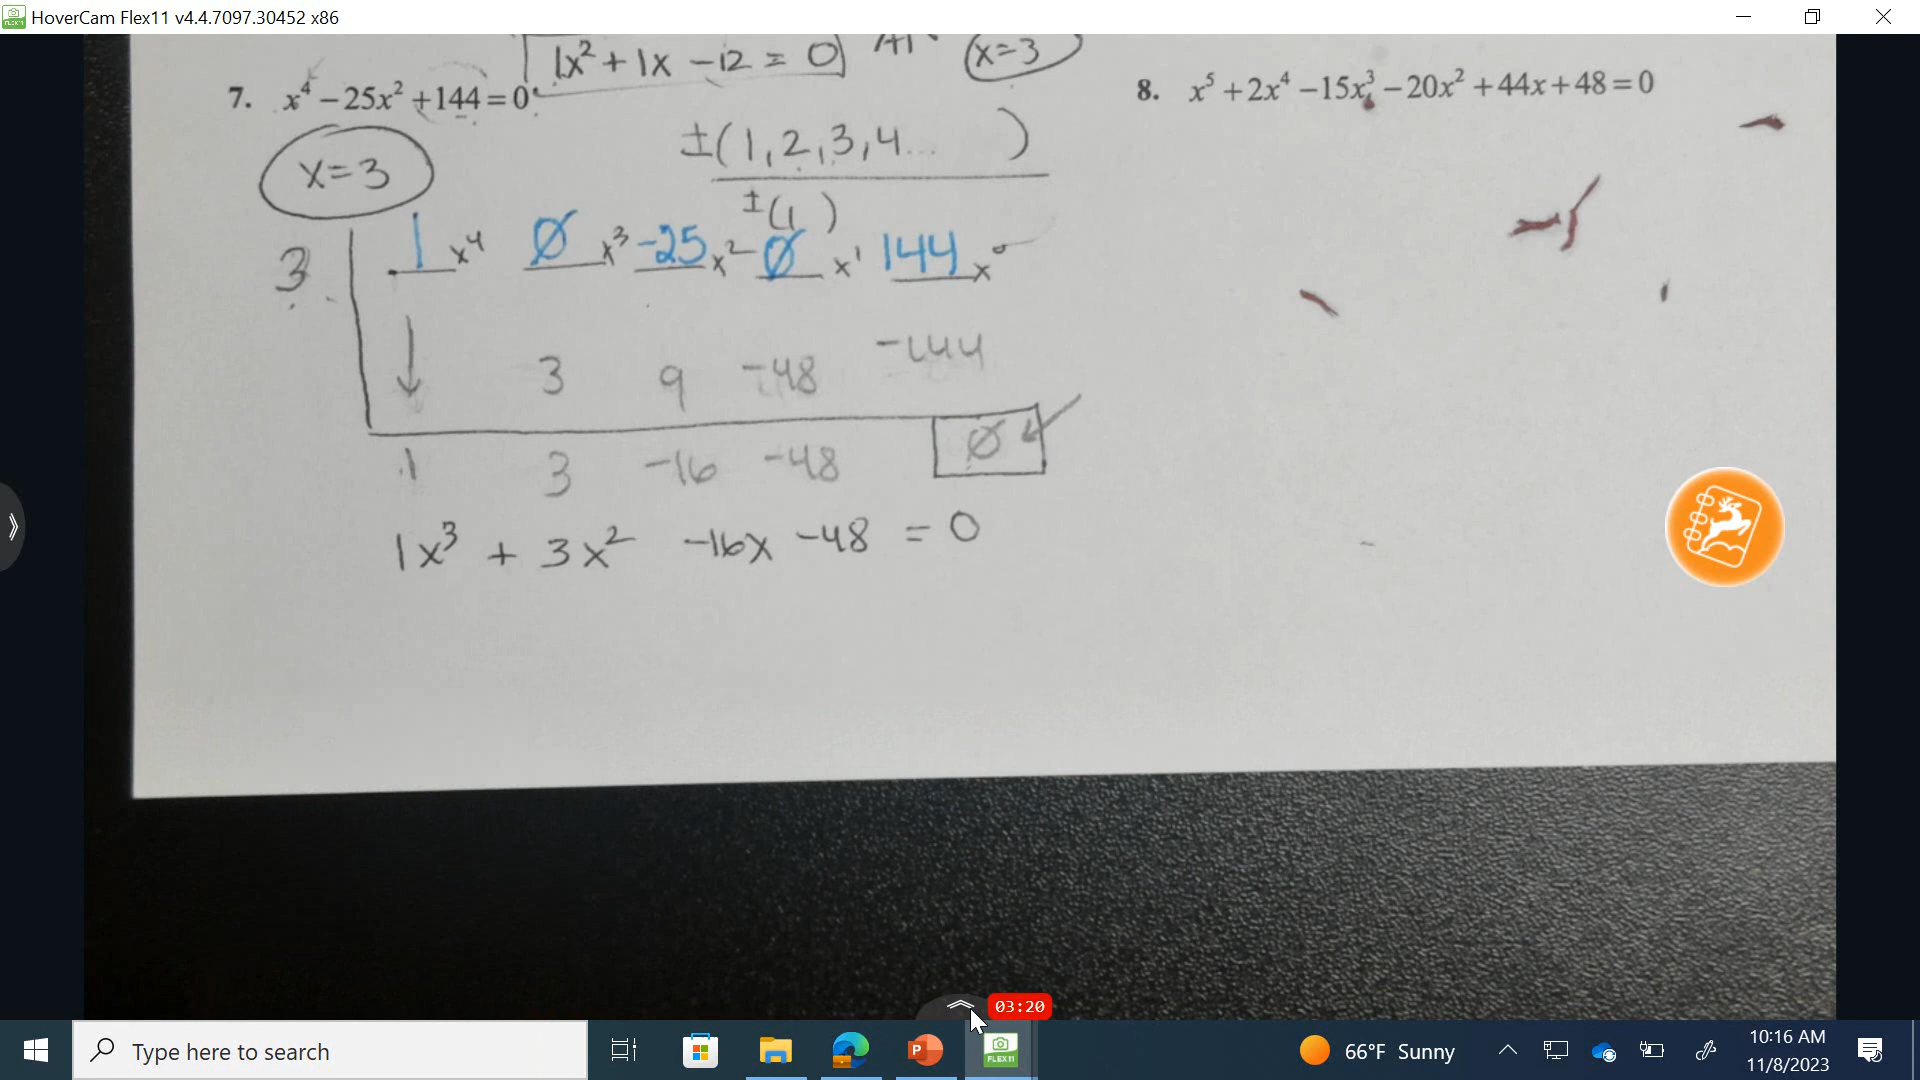 HoverCam Flex11 v4.4.7097.30452 x86
1x² + 1x - 12 = 0
x=3
7. x⁴ − 25x² + 144 = 0
8. x⁵ + 2x⁴ − 15x³ − 20x² + 44x + 48 = 0
±(1, 2, 3, 4... )
x=3
±(1 )
3 1 x⁴ Ø x³ -25 x² Ø x¹ 144 x⁰
3 9 -48 -144
1 3 -16 -48 Ø
1x³ + 3x² -16x -48 = 0
03:20
Type here to search
P
FLEX11
66°F Sunny
10:16 AM
11/8/2023